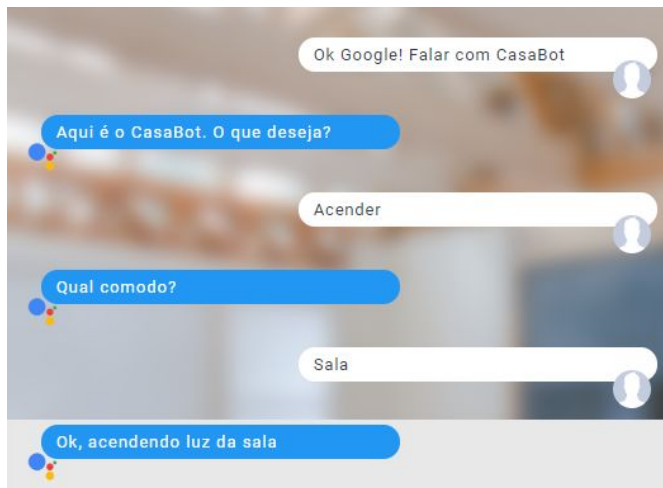 Ok Google! Falar com CasaBot
Aqui é o CasaBot. O que deseja?
Acender
Qual comodo?
Sala
Ok, acendendo luz da sala